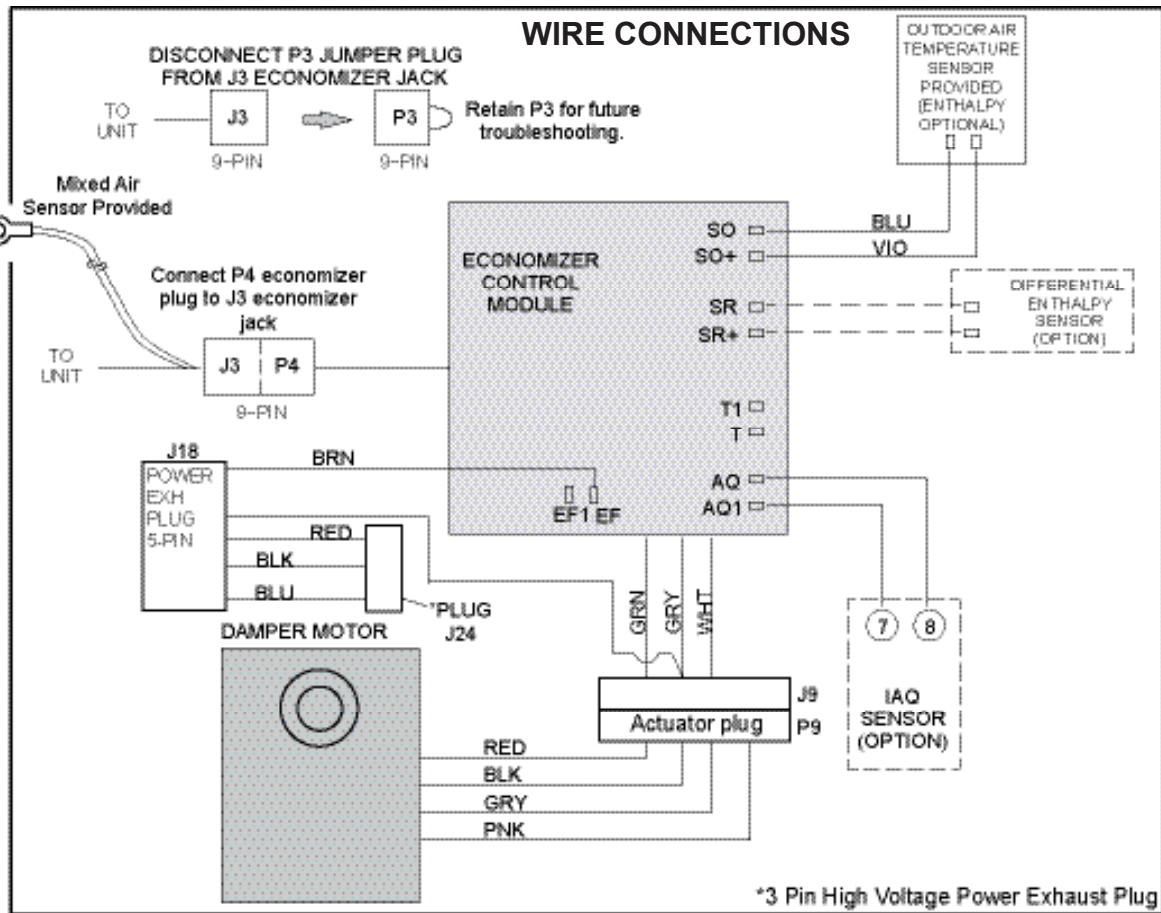 WIRE CONNECTIONS
DISCONNECT P3 JUMPER PLUG
FROM J3 ECONOMIZER JACK
TO
UNIT
J3
9-PIN
P3
9-PIN
Retain P3 for future
troubleshooting.
OUTDOOR AIR
TEMPERATURE
SENSOR
PROVIDED
(ENTHALPY
OPTIONAL)
Mixed Air
Sensor Provided
Connect P4 economizer
plug to J3 economizer
jack
TO
UNIT
J3
P4
9-PIN
ECONOMIZER
CONTROL
MODULE
SO
SO+
SR
SR+
T1
T
AQ
AQ1
EF1
EF
BLU
VIO
DIFFERENTIAL
ENTHALPY
SENSOR
(OPTION)
J18
POWER
EXH
PLUG
5-PIN
BRN
RED
BLK
BLU
*PLUG
J24
GRN
GRY
WHT
7
8
IAQ
SENSOR
(OPTION)
DAMPER MOTOR
J9
Actuator plug
P9
RED
BLK
GRY
PNK
*3 Pin High Voltage Power Exhaust Plug